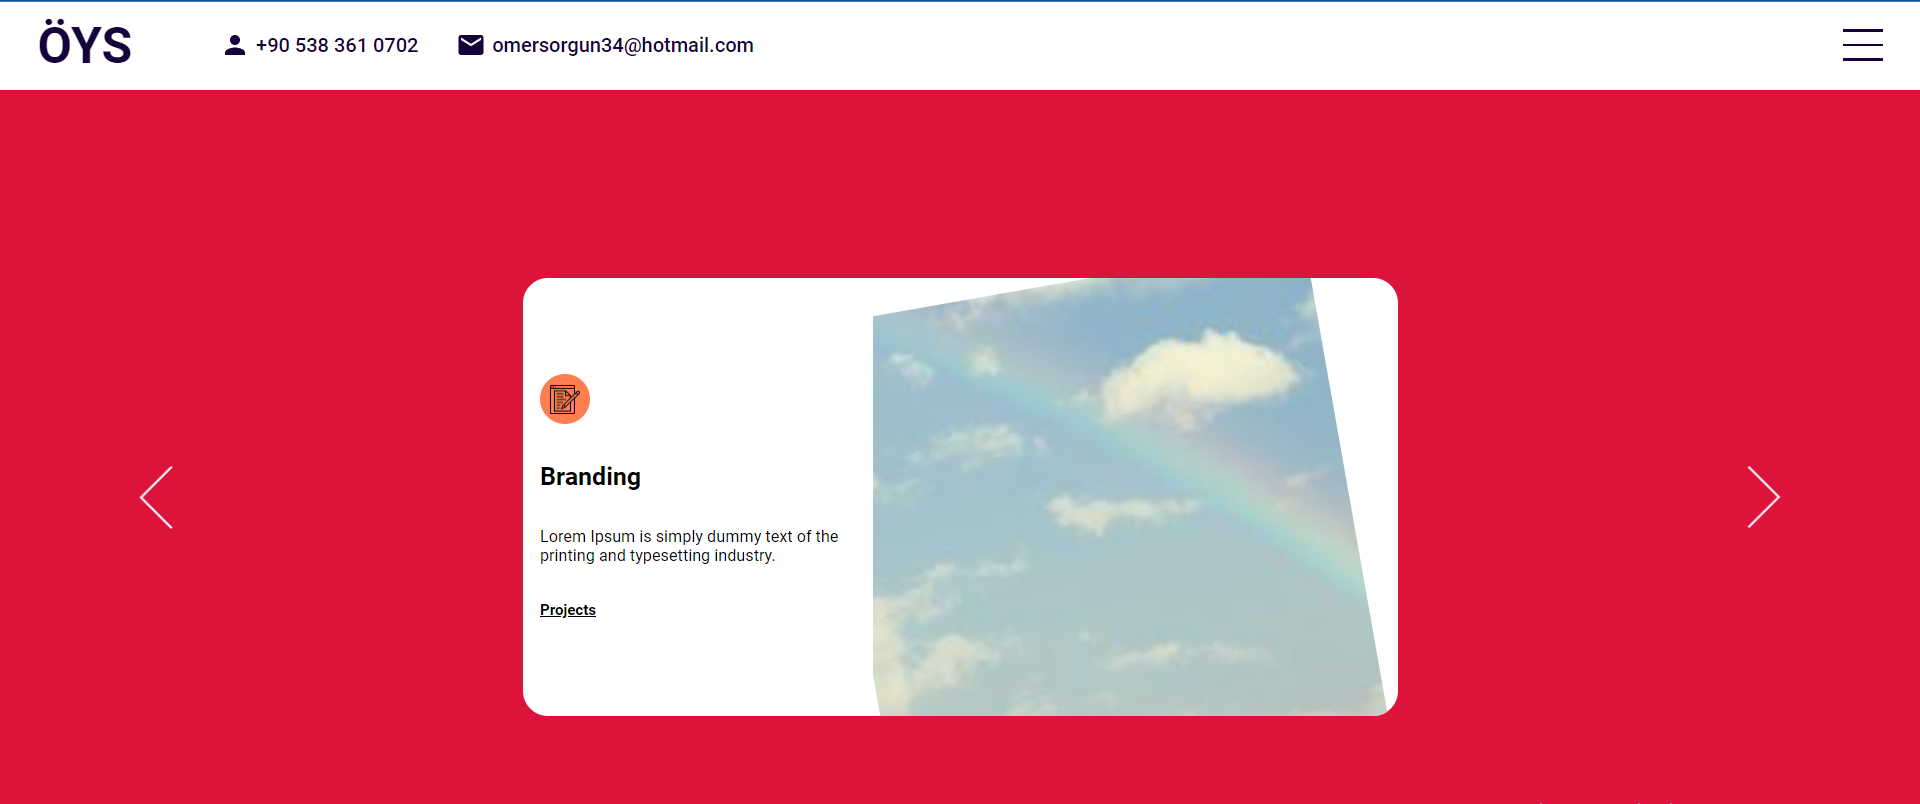 ÖYS
+90 538 361 0702
omersorgun34@hotmail.com
Branding
Lorem Ipsum is simply dummy text of the
printing and typesetting industry.
Projects